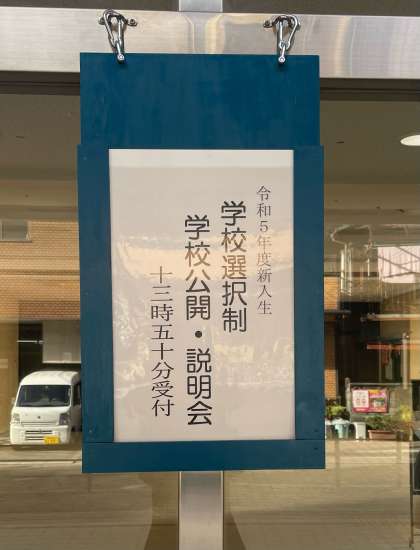 令和5年度新入生
学校選択制
学校公開・説明会
十三時五十分受付